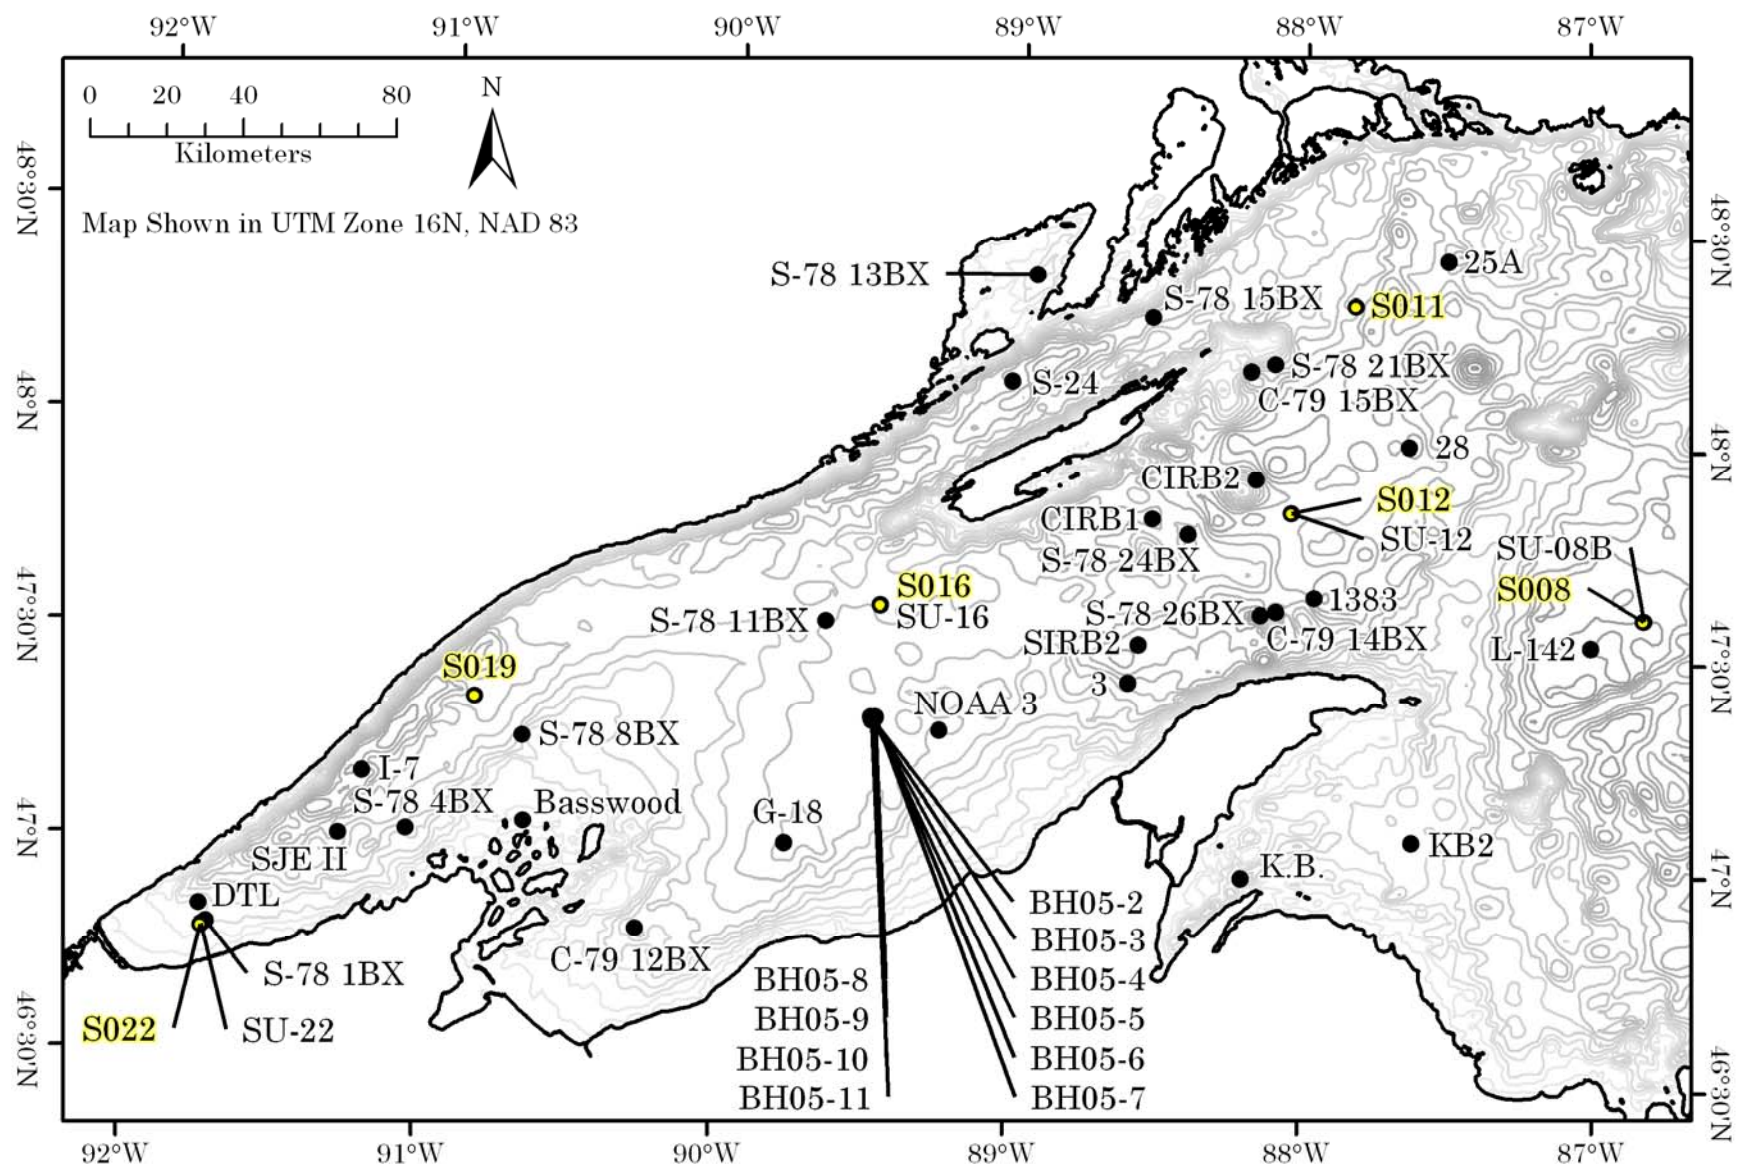 92°W 91°W 90°W 89°W 88°W 87°W
0 20 40 80
Kilometers
N
Map Shown in UTM Zone 16N, NAD 83
48°30'N
48°N
47°30'N
47°N
46°30'N
48°30'N
48°N
47°30'N
47°N
46°30'N
S-78 13BX
25A
S-78 15BX
S011
S-78 21BX
S-24
C-79 15BX
28
CIRB2
S012
CIRB1
SU-12
SU-08B
S-78 24BX
S008
S016
1383
S-78 11BX
SU-16
S-78 26BX
C-79 14BX
SIRB2
L-142
S019
3
NOAA 3
S-78 8BX
I-7
S-78 4BX
Basswood
G-18
SJE II
KB2
K.B.
DTL
C-79 12BX
S-78 1BX
S022
SU-22
BH05-2
BH05-3
BH05-8
BH05-4
BH05-9
BH05-5
BH05-10
BH05-6
BH05-11
BH05-7
92°W 91°W 90°W 89°W 88°W 87°W